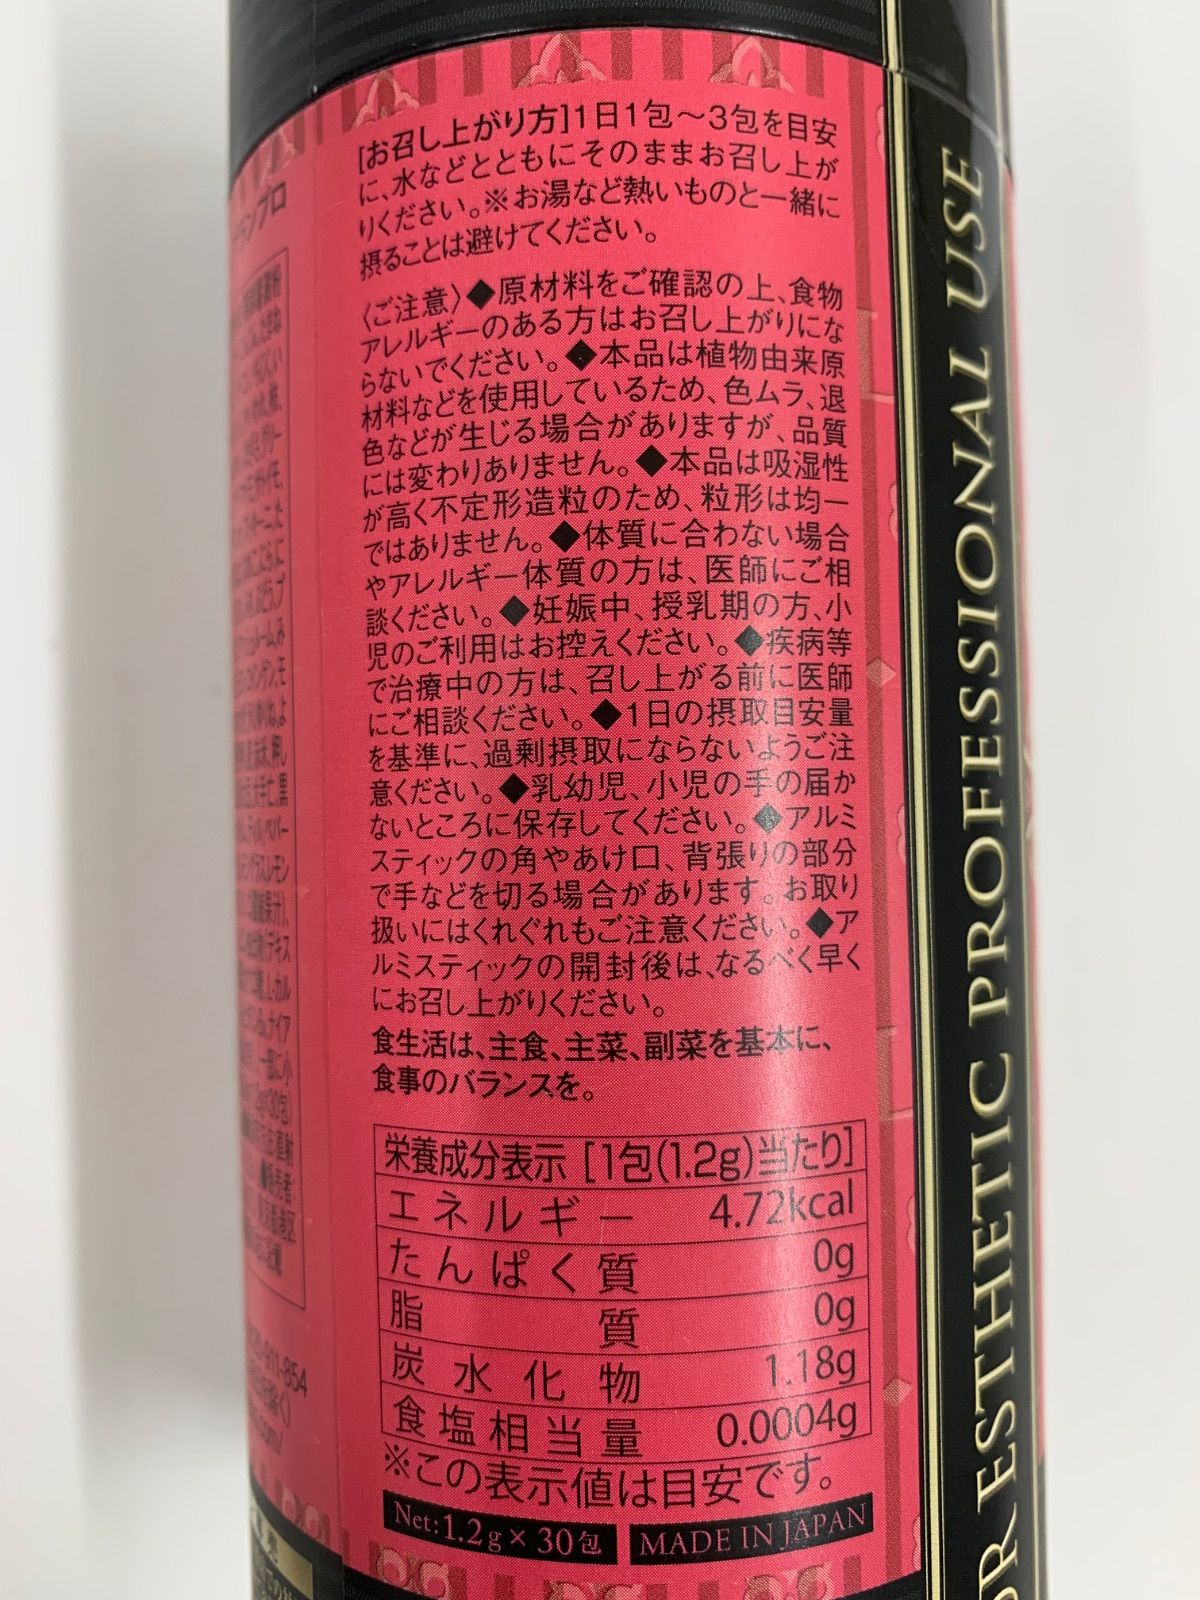 [お召し上がり方]1日1包〜3包を目安
に、水などとともにそのままお召し上が
りください。※お湯など熱いものと一緒に
摂ることは避けてください。
〈ご注意〉◆原材料をご確認の上、食物
アレルギーのある方はお召し上がりにな
らないでください。◆本品は植物由来原
材料などを使用しているため、色ムラ、退
色などが生じる場合がありますが、品質
には変わりありません。◆本品は吸湿性
が高く不定形造粒のため、粒形は均一
ではありません。◆体質に合わない場合
やアレルギー体質の方は、医師にご相
談ください。◆妊娠中、授乳期の方、小
児のご利用はお控えください。◆疾病等
で治療中の方は、召し上がる前に医師
にご相談ください。◆1日の摂取目安量
を基準に、過剰摂取にならないようご注
意ください。◆乳幼児、小児の手の届か
ないところに保存してください。◆アルミ
スティックの角やあけ口、背張りの部分
で手などを切る場合があります。お取り
扱いにはくれぐれもご注意ください。◆ア
ルミスティックの開封後は、なるべく早く
にお召し上がりください。
食生活は、主食、主菜、副菜を基本に、
食事のバランスを。
栄養成分表示 [1包(1.2g)当たり]
エネルギー 4.72kcal
たんぱく質 0g
脂質 0g
炭水化物 1.18g
食塩相当量 0.0004g
※この表示値は目安です。
Net:1.2g×30包 MADE IN JAPAN
ESTHETIC PROFESSIONAL USE